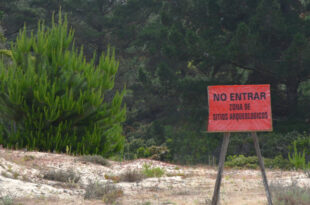 NO ENTRAR
ZONA DE
SITIOS ARQUEOLOGICOS